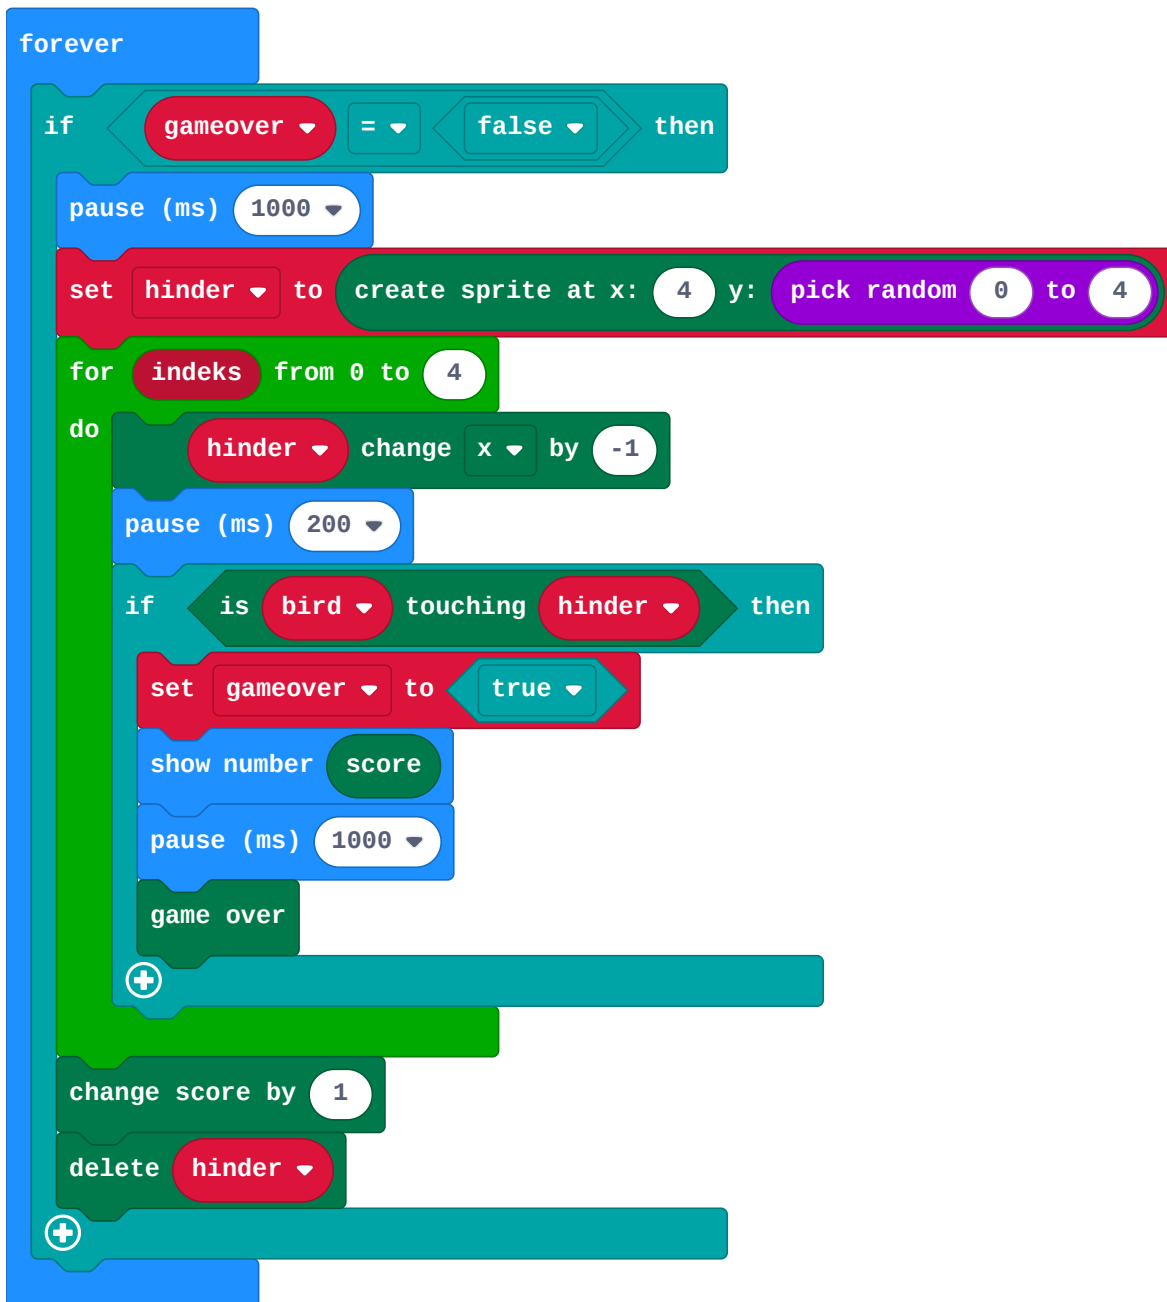 forever
if gameover = false then
pause (ms) 1000
set hinder to create sprite at x: 4 y: pick random 0 to 4
for indeks from 0 to 4
do
hinder change x by -1
pause (ms) 200
if is bird touching hinder then
set gameover to true
show number score
pause (ms) 1000
game over
change score by 1
delete hinder